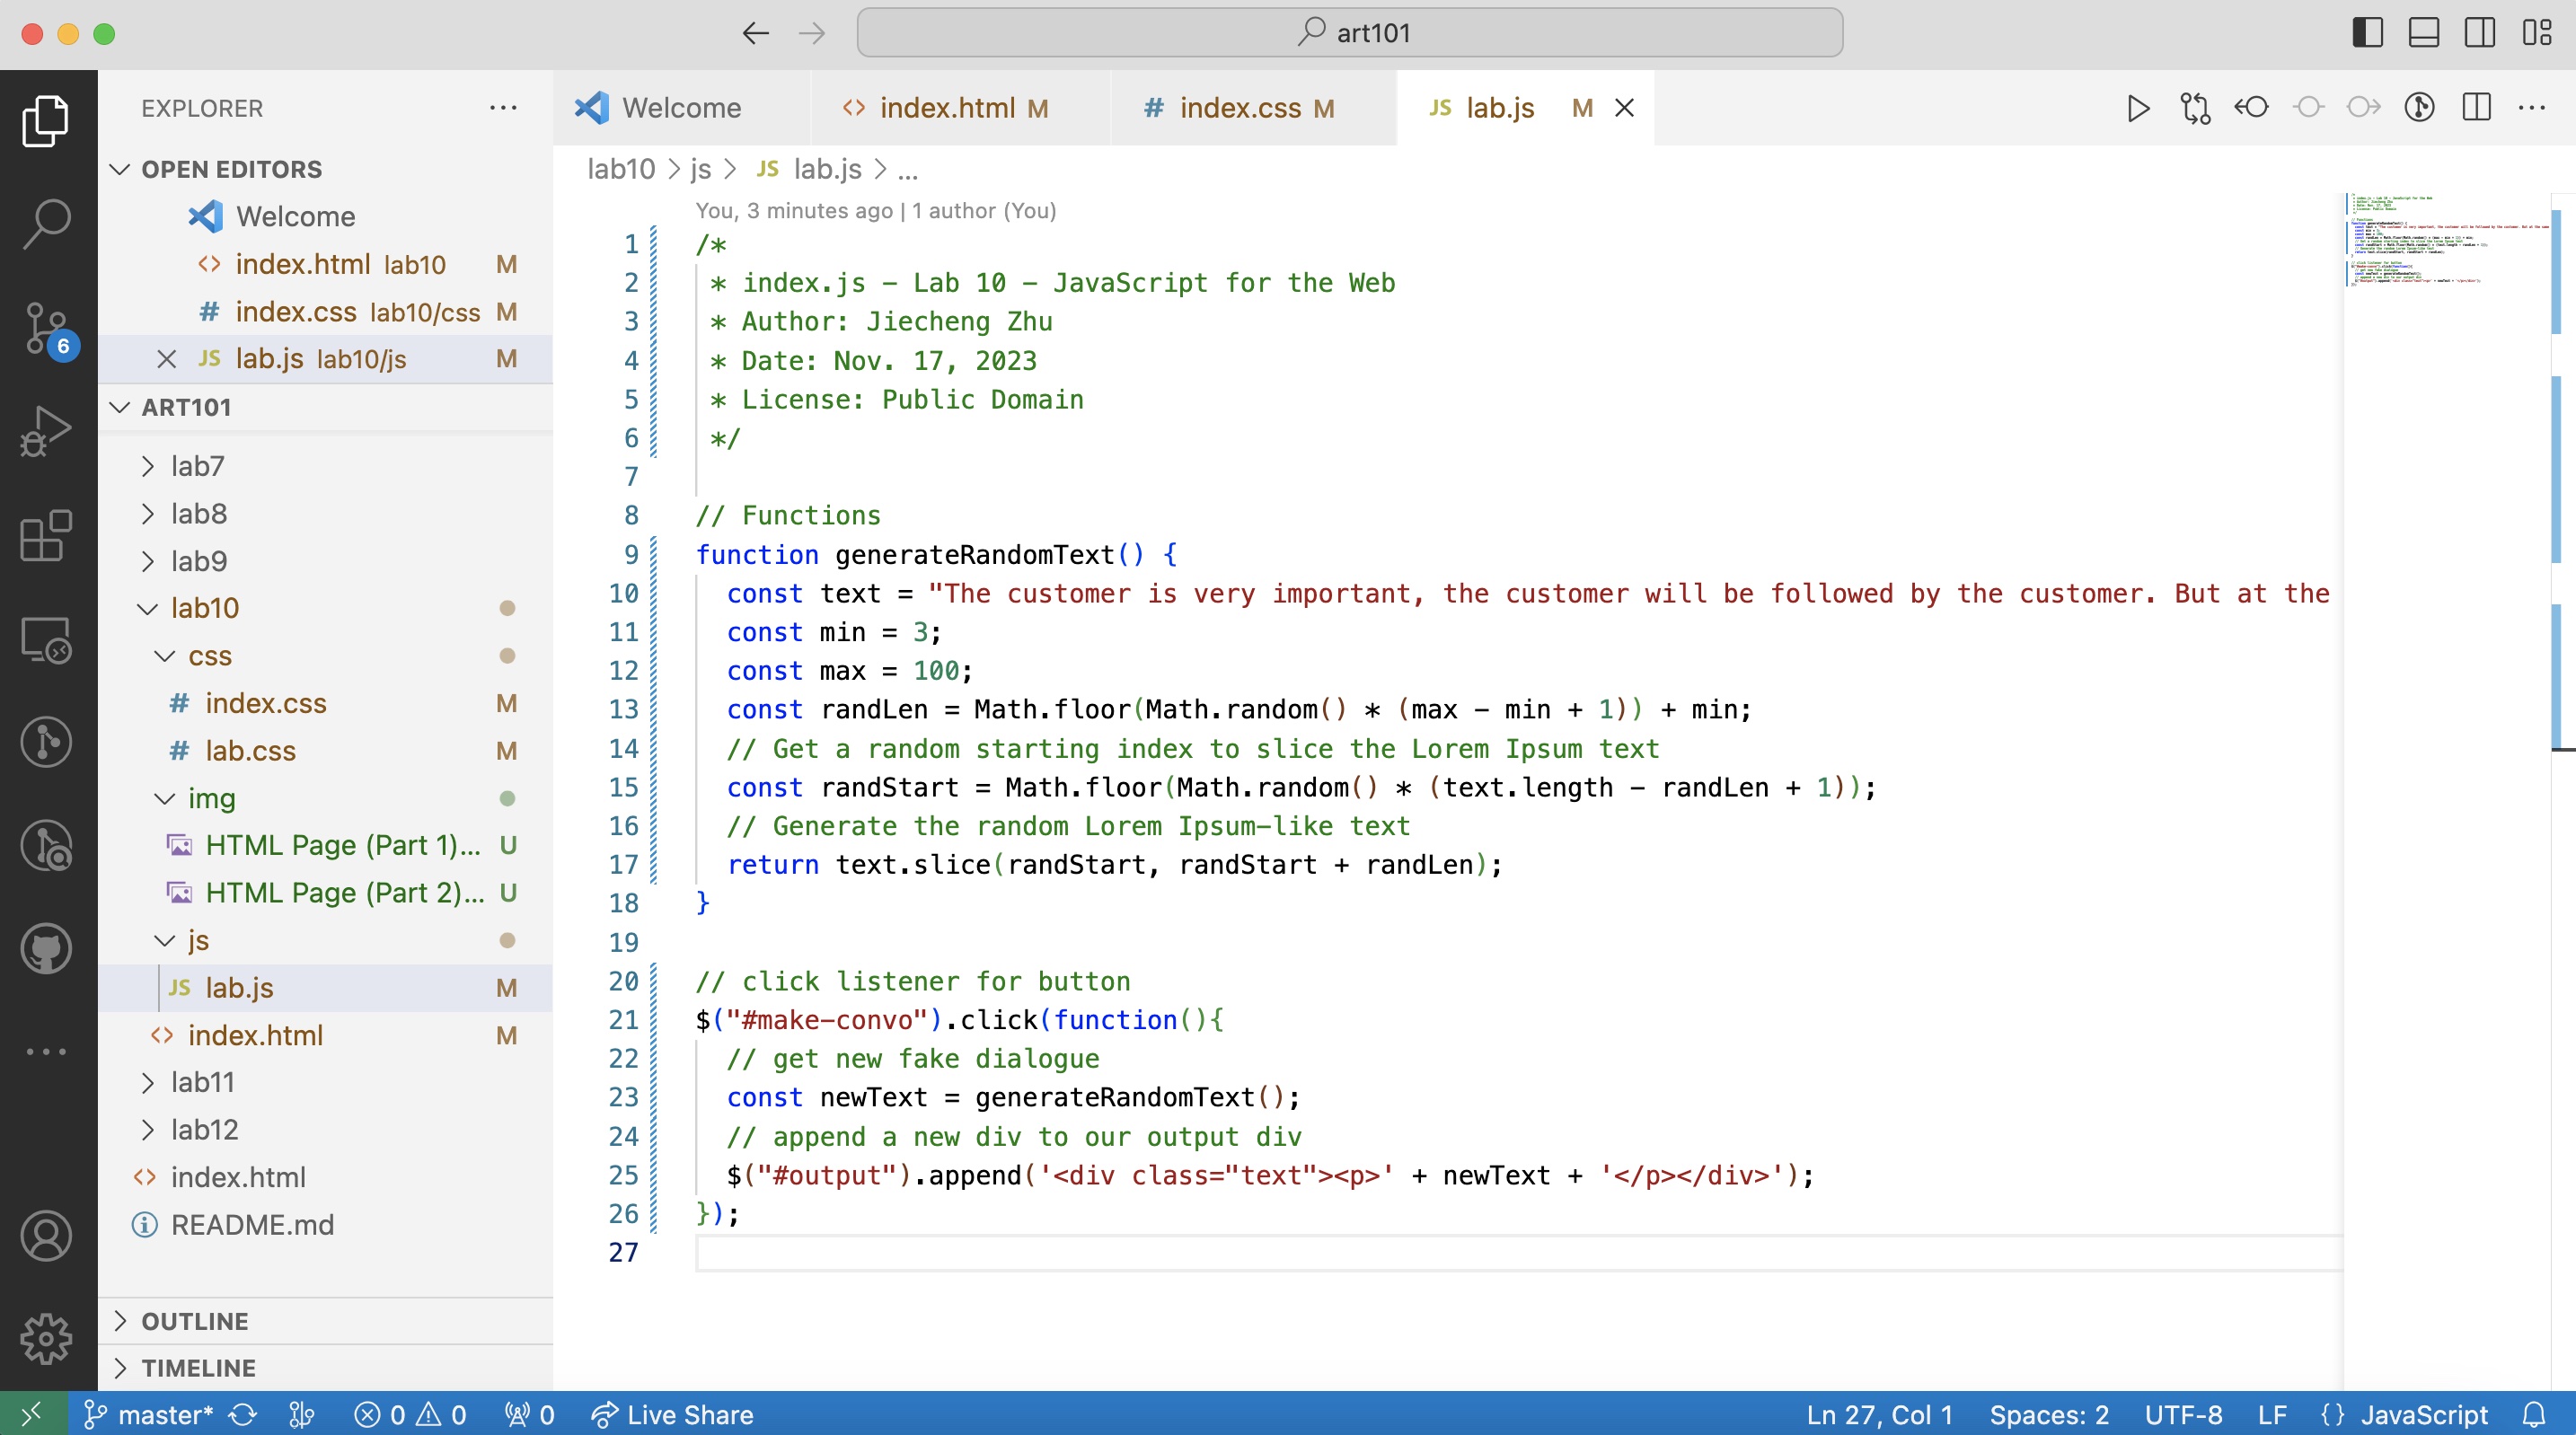 art101
EXPLORER
OPEN EDITORS
Welcome
index.html lab10 M
index.css lab10/css M
lab.js lab10/js M
ART101
lab7
lab8
lab9
lab10
css
index.css M
lab.css M
img
HTML Page (Part 1)... U
HTML Page (Part 2)... U
js
JS lab.js M
index.html M
lab11
lab12
index.html
README.md
OUTLINE
TIMELINE
6
Welcome
index.html M
# index.css M
JS lab.js M
lab10 > js > JS lab.js > ...
You, 3 minutes ago | 1 author (You)
1 /*
2 * index.js - Lab 10 - JavaScript for the Web
3 * Author: Jiecheng Zhu
4 * Date: Nov. 17, 2023
5 * License: Public Domain
6 */
7
8 // Functions
9 function generateRandomText() {
10 const text = "The customer is very important, the customer will be followed by the customer. But at the
11 const min = 3;
12 const max = 100;
13 const randLen = Math.floor(Math.random() * (max - min + 1)) + min;
14 // Get a random starting index to slice the Lorem Ipsum text
15 const randStart = Math.floor(Math.random() * (text.length - randLen + 1));
16 // Generate the random Lorem Ipsum-like text
17 return text.slice(randStart, randStart + randLen);
18 }
19
20 // click listener for button
21 $("#make-convo").click(function(){
22 // get new fake dialogue
23 const newText = generateRandomText();
24 // append a new div to our output div
25 $("#output").append('<div class="text"><p>' + newText + '</p></div>');
26 });
27
master* 0 0 0 Live Share Ln 27, Col 1 Spaces: 2 UTF-8 LF {} JavaScript